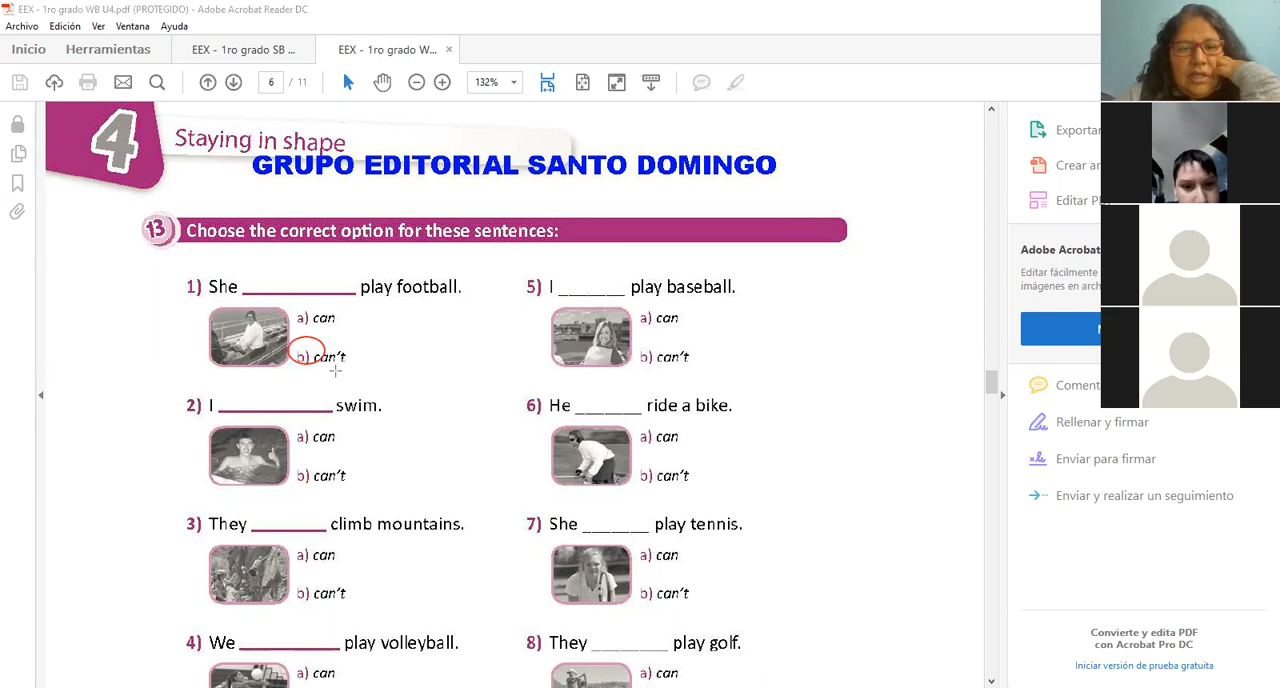 EEX - 1ro grado WB U4.pdf (PROTEGIDO) - Adobe Acrobat Reader DC
Archivo Edición Ver Ventana Ayuda
Inicio Herramientas EEX - 1ro grado SB ... EEX - 1ro grado W... ×
6 / 11 132%
4 Staying in shape
GRUPO EDITORIAL SANTO DOMINGO
13 Choose the correct option for these sentences:
1) She ____________ play football.
a) can
b) can't
2) I ____________ swim.
a) can
b) can't
3) They ________ climb mountains.
a) can
b) can't
4) We ___________ play volleyball.
a) can
5) I _______ play baseball.
a) can
b) can't
6) He _______ ride a bike.
a) can
b) can't
7) She _______ play tennis.
a) can
b) can't
8) They ________ play golf.
a) can
Exportar
Crear
Editar
Adobe Acrobat
Editar fácilmente
imágenes en
Rellenar y firmar
Enviar para firmar
Enviar y realizar un seguimiento
Convierte y edita PDF
con Acrobat Pro DC
Iniciar versión de prueba gratuita